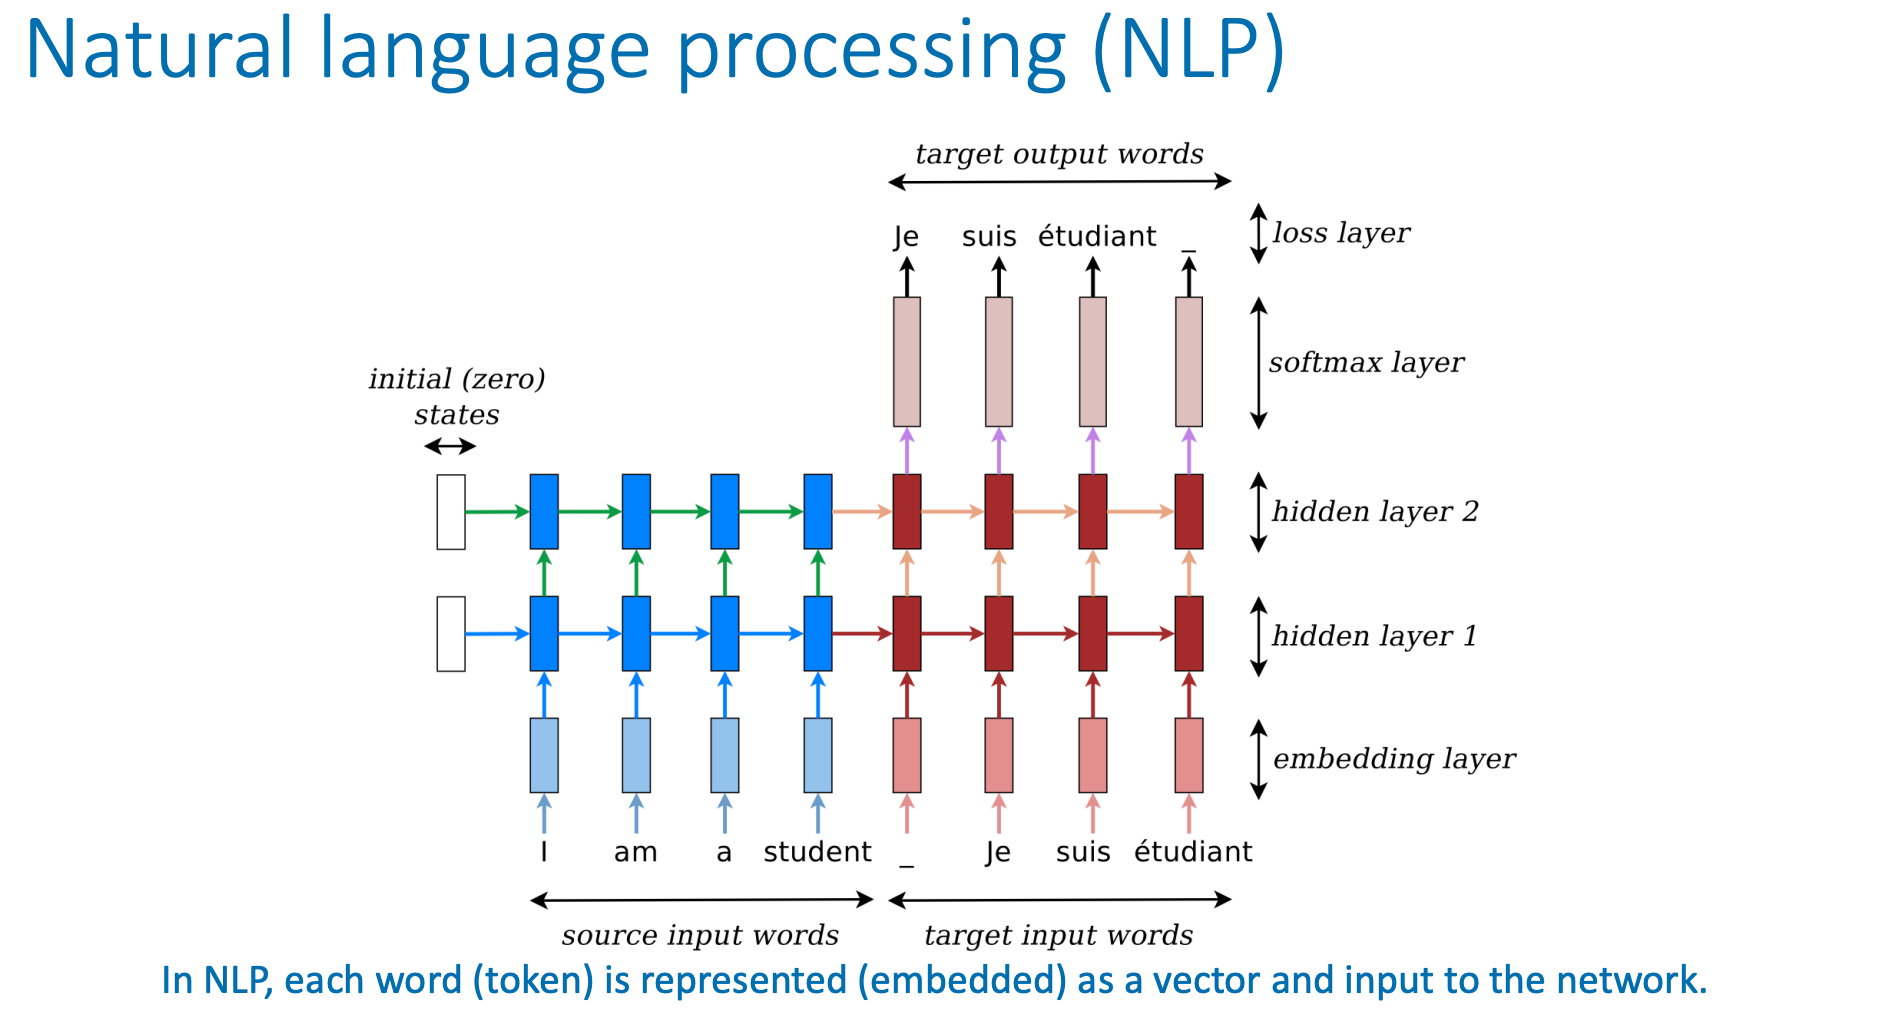 Natural language processing (NLP)
target output words
Je suis étudiant _
loss layer
softmax layer
initial (zero)
states
hidden layer 2
hidden layer 1
embedding layer
I am a student _ Je suis étudiant
source input words target input words
In NLP, each word (token) is represented (embedded) as a vector and input to the network.